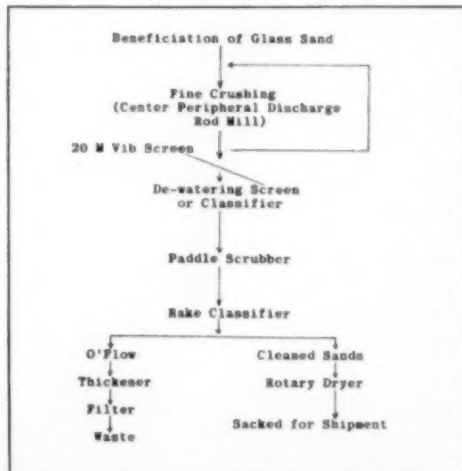 Beneficiation of Glass Sand
Fine Crushing
(Center Peripheral Discharge
Rod Mill)
20 M Vib Screen
De-watering Screen
or Classifier
Paddle Scrubber
Rake Classifier
O'Flow
Thickener
Filter
Waste
Cleaned Sands
Rotary Dryer
Sacked for Shipment